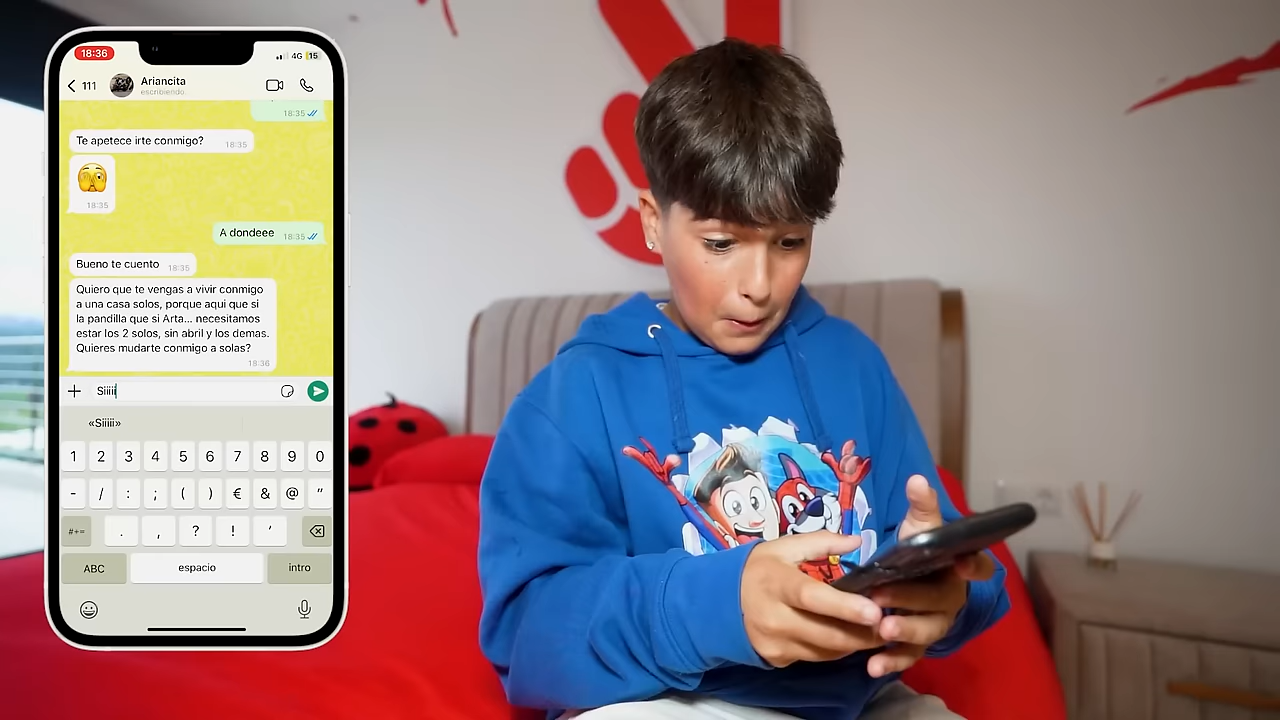 18:36
4G 15
111
Ariancita
escribiendo
18:35
Te apetece irte conmigo?
18:35
18:35
A dondeee
18:35
Bueno te cuento
18:35
Quiero que te vengas a vivir conmigo
a una casa solos, porque aqui que si
la pandilla que si Arta... necesitamos
estar los 2 solos, sin abril y los demas.
Quieres mudarte conmigo a solas?
18:36
Siiiii
«Siiiii»
1 2 3 4 5 6 7 8 9 0
- / : ; ( ) € & @ "
#+= . , ? ! '
ABC espacio intro